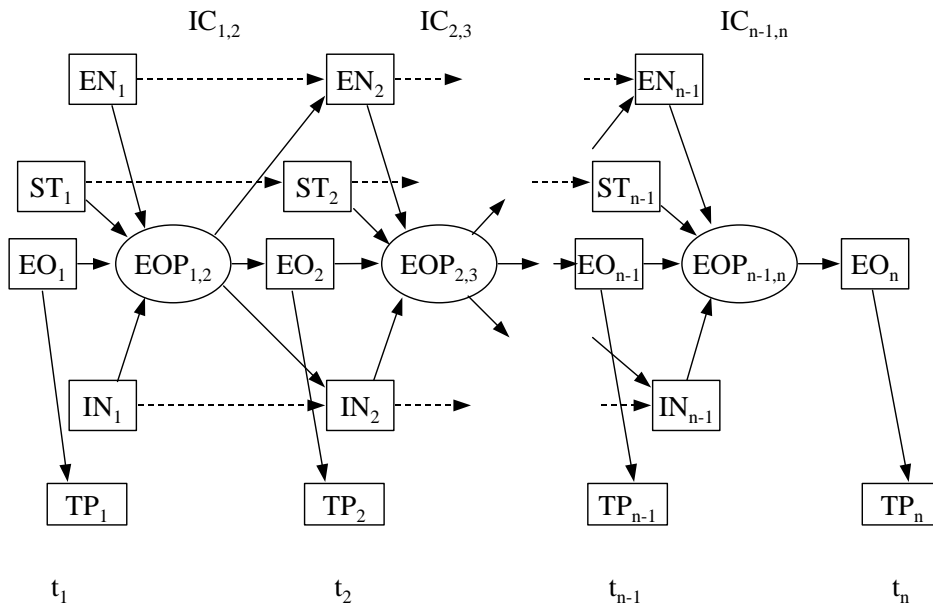 IC1,2 IC2,3 ICn-1,n
EN1 EN2 ENn-1
ST1 ST2 STn-1
EO1 EOP1,2 EO2 EOP2,3 EOn-1 EOPn-1,n EOn
IN1 IN2 INn-1
TP1 TP2 TPn-1 TPn
t1 t2 tn-1 tn